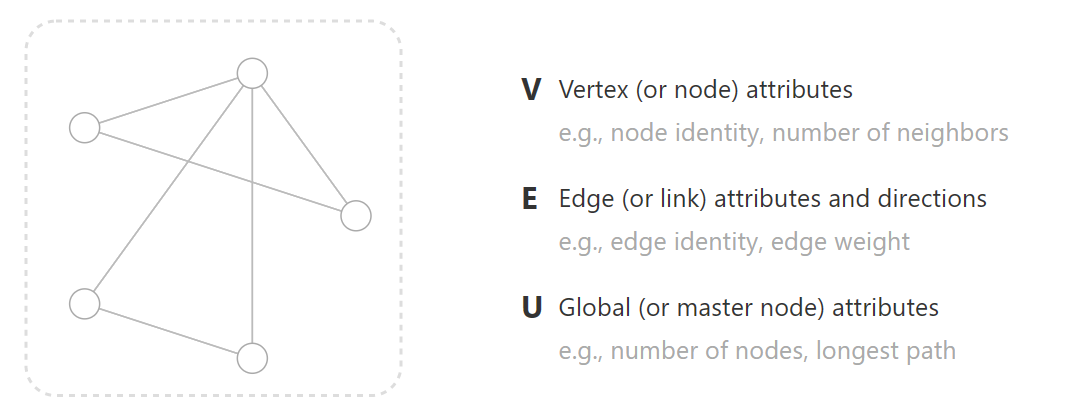 V Vertex (or node) attributes
e.g., node identity, number of neighbors
E Edge (or link) attributes and directions
e.g., edge identity, edge weight
U Global (or master node) attributes
e.g., number of nodes, longest path